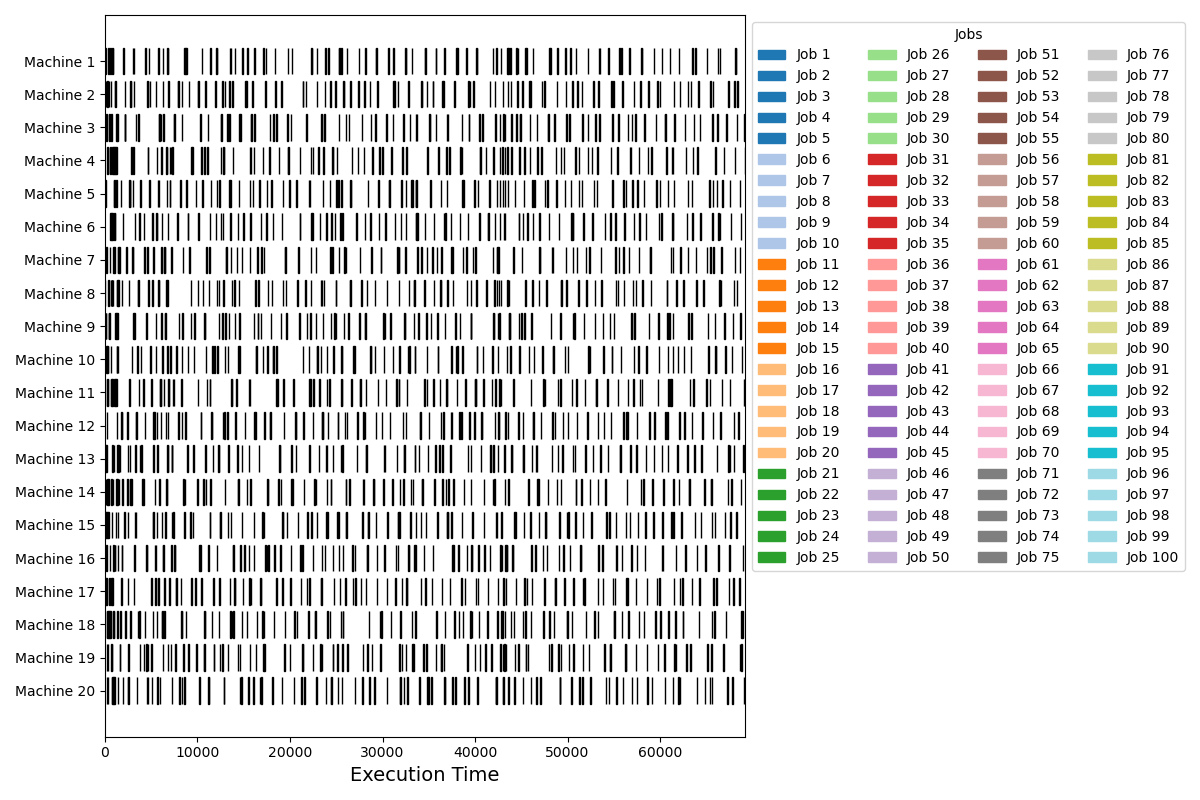 Machine 1
Machine 2
Machine 3
Machine 4
Machine 5
Machine 6
Machine 7
Machine 8
Machine 9
Machine 10
Machine 11
Machine 12
Machine 13
Machine 14
Machine 15
Machine 16
Machine 17
Machine 18
Machine 19
Machine 20
0 10000 20000 30000 40000 50000 60000
Execution Time
Jobs
Job 1 Job 26 Job 51 Job 76
Job 2 Job 27 Job 52 Job 77
Job 3 Job 28 Job 53 Job 78
Job 4 Job 29 Job 54 Job 79
Job 5 Job 30 Job 55 Job 80
Job 6 Job 31 Job 56 Job 81
Job 7 Job 32 Job 57 Job 82
Job 8 Job 33 Job 58 Job 83
Job 9 Job 34 Job 59 Job 84
Job 10 Job 35 Job 60 Job 85
Job 11 Job 36 Job 61 Job 86
Job 12 Job 37 Job 62 Job 87
Job 13 Job 38 Job 63 Job 88
Job 14 Job 39 Job 64 Job 89
Job 15 Job 40 Job 65 Job 90
Job 16 Job 41 Job 66 Job 91
Job 17 Job 42 Job 67 Job 92
Job 18 Job 43 Job 68 Job 93
Job 19 Job 44 Job 69 Job 94
Job 20 Job 45 Job 70 Job 95
Job 21 Job 46 Job 71 Job 96
Job 22 Job 47 Job 72 Job 97
Job 23 Job 48 Job 73 Job 98
Job 24 Job 49 Job 74 Job 99
Job 25 Job 50 Job 75 Job 100